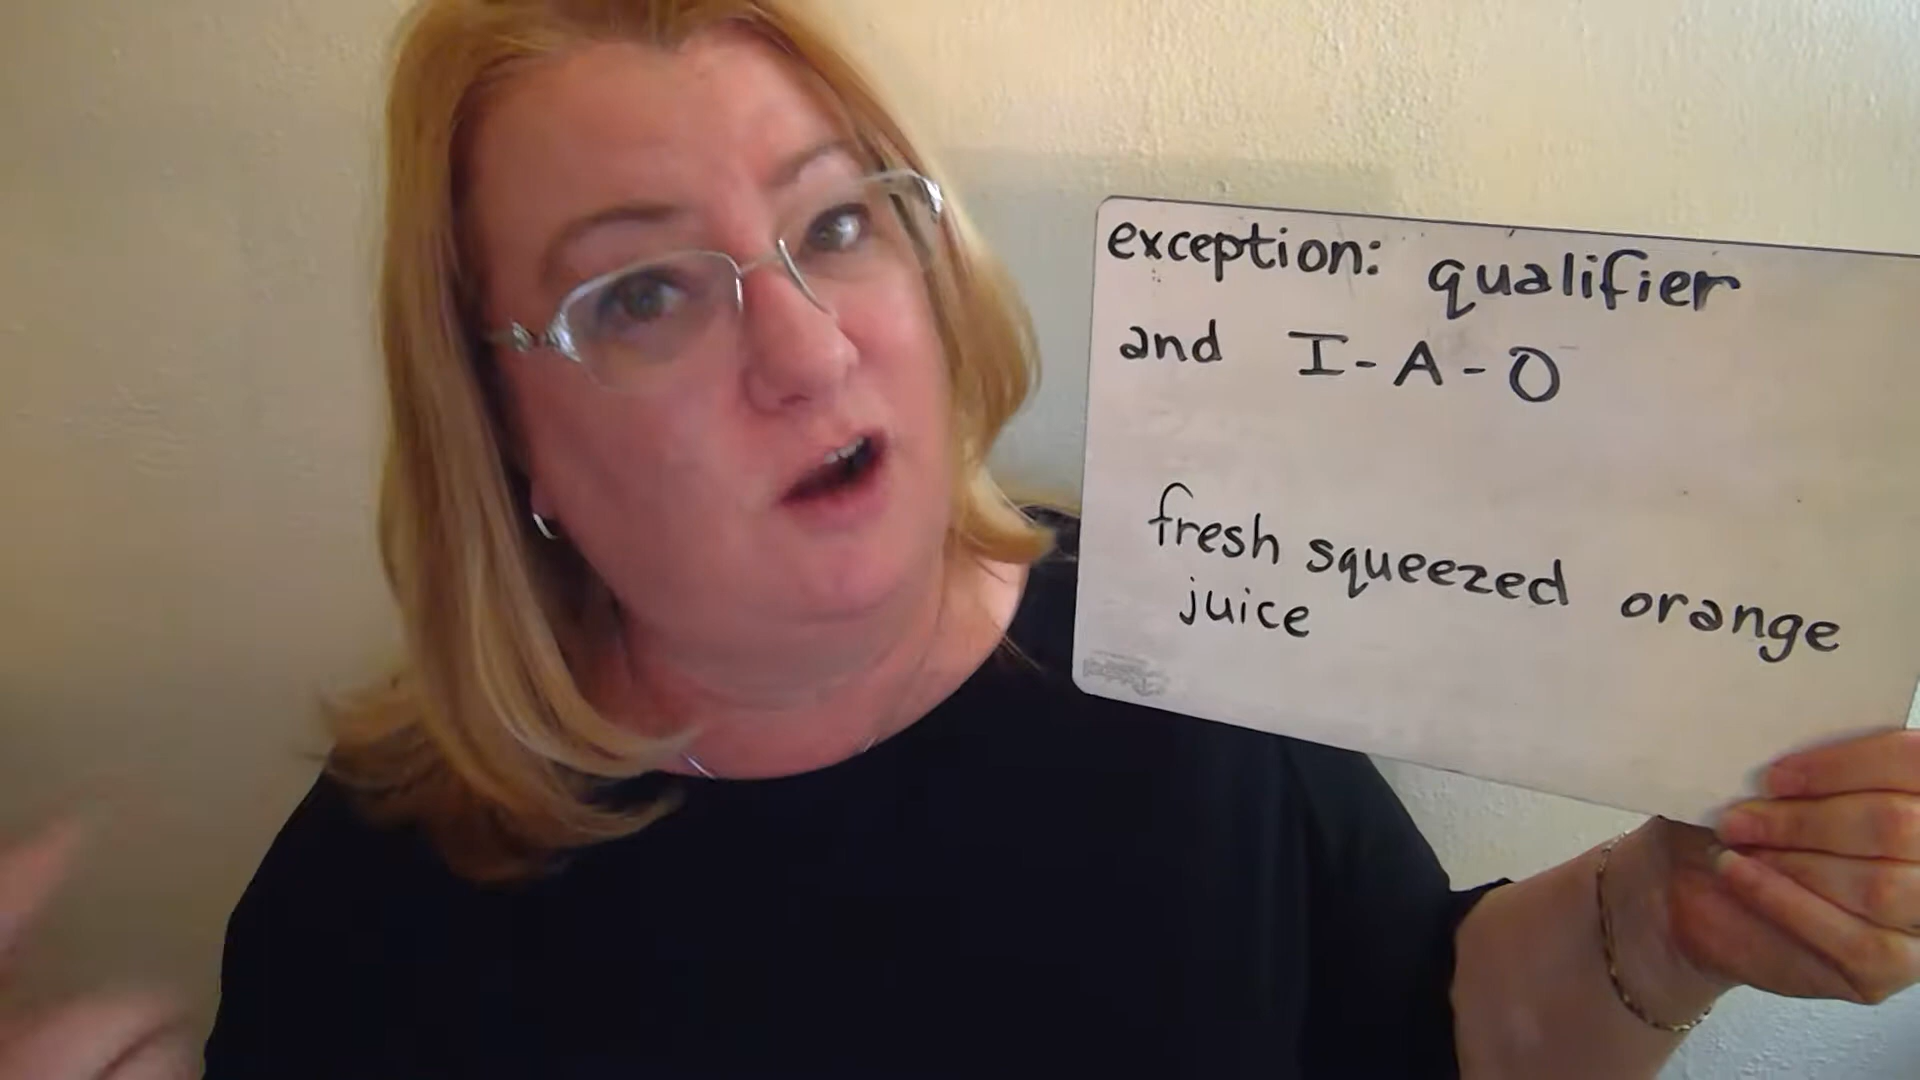 exception: qualifier
and I-A-O
fresh squeezed orange
juice